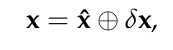 x = x̂ ⊕ δx,